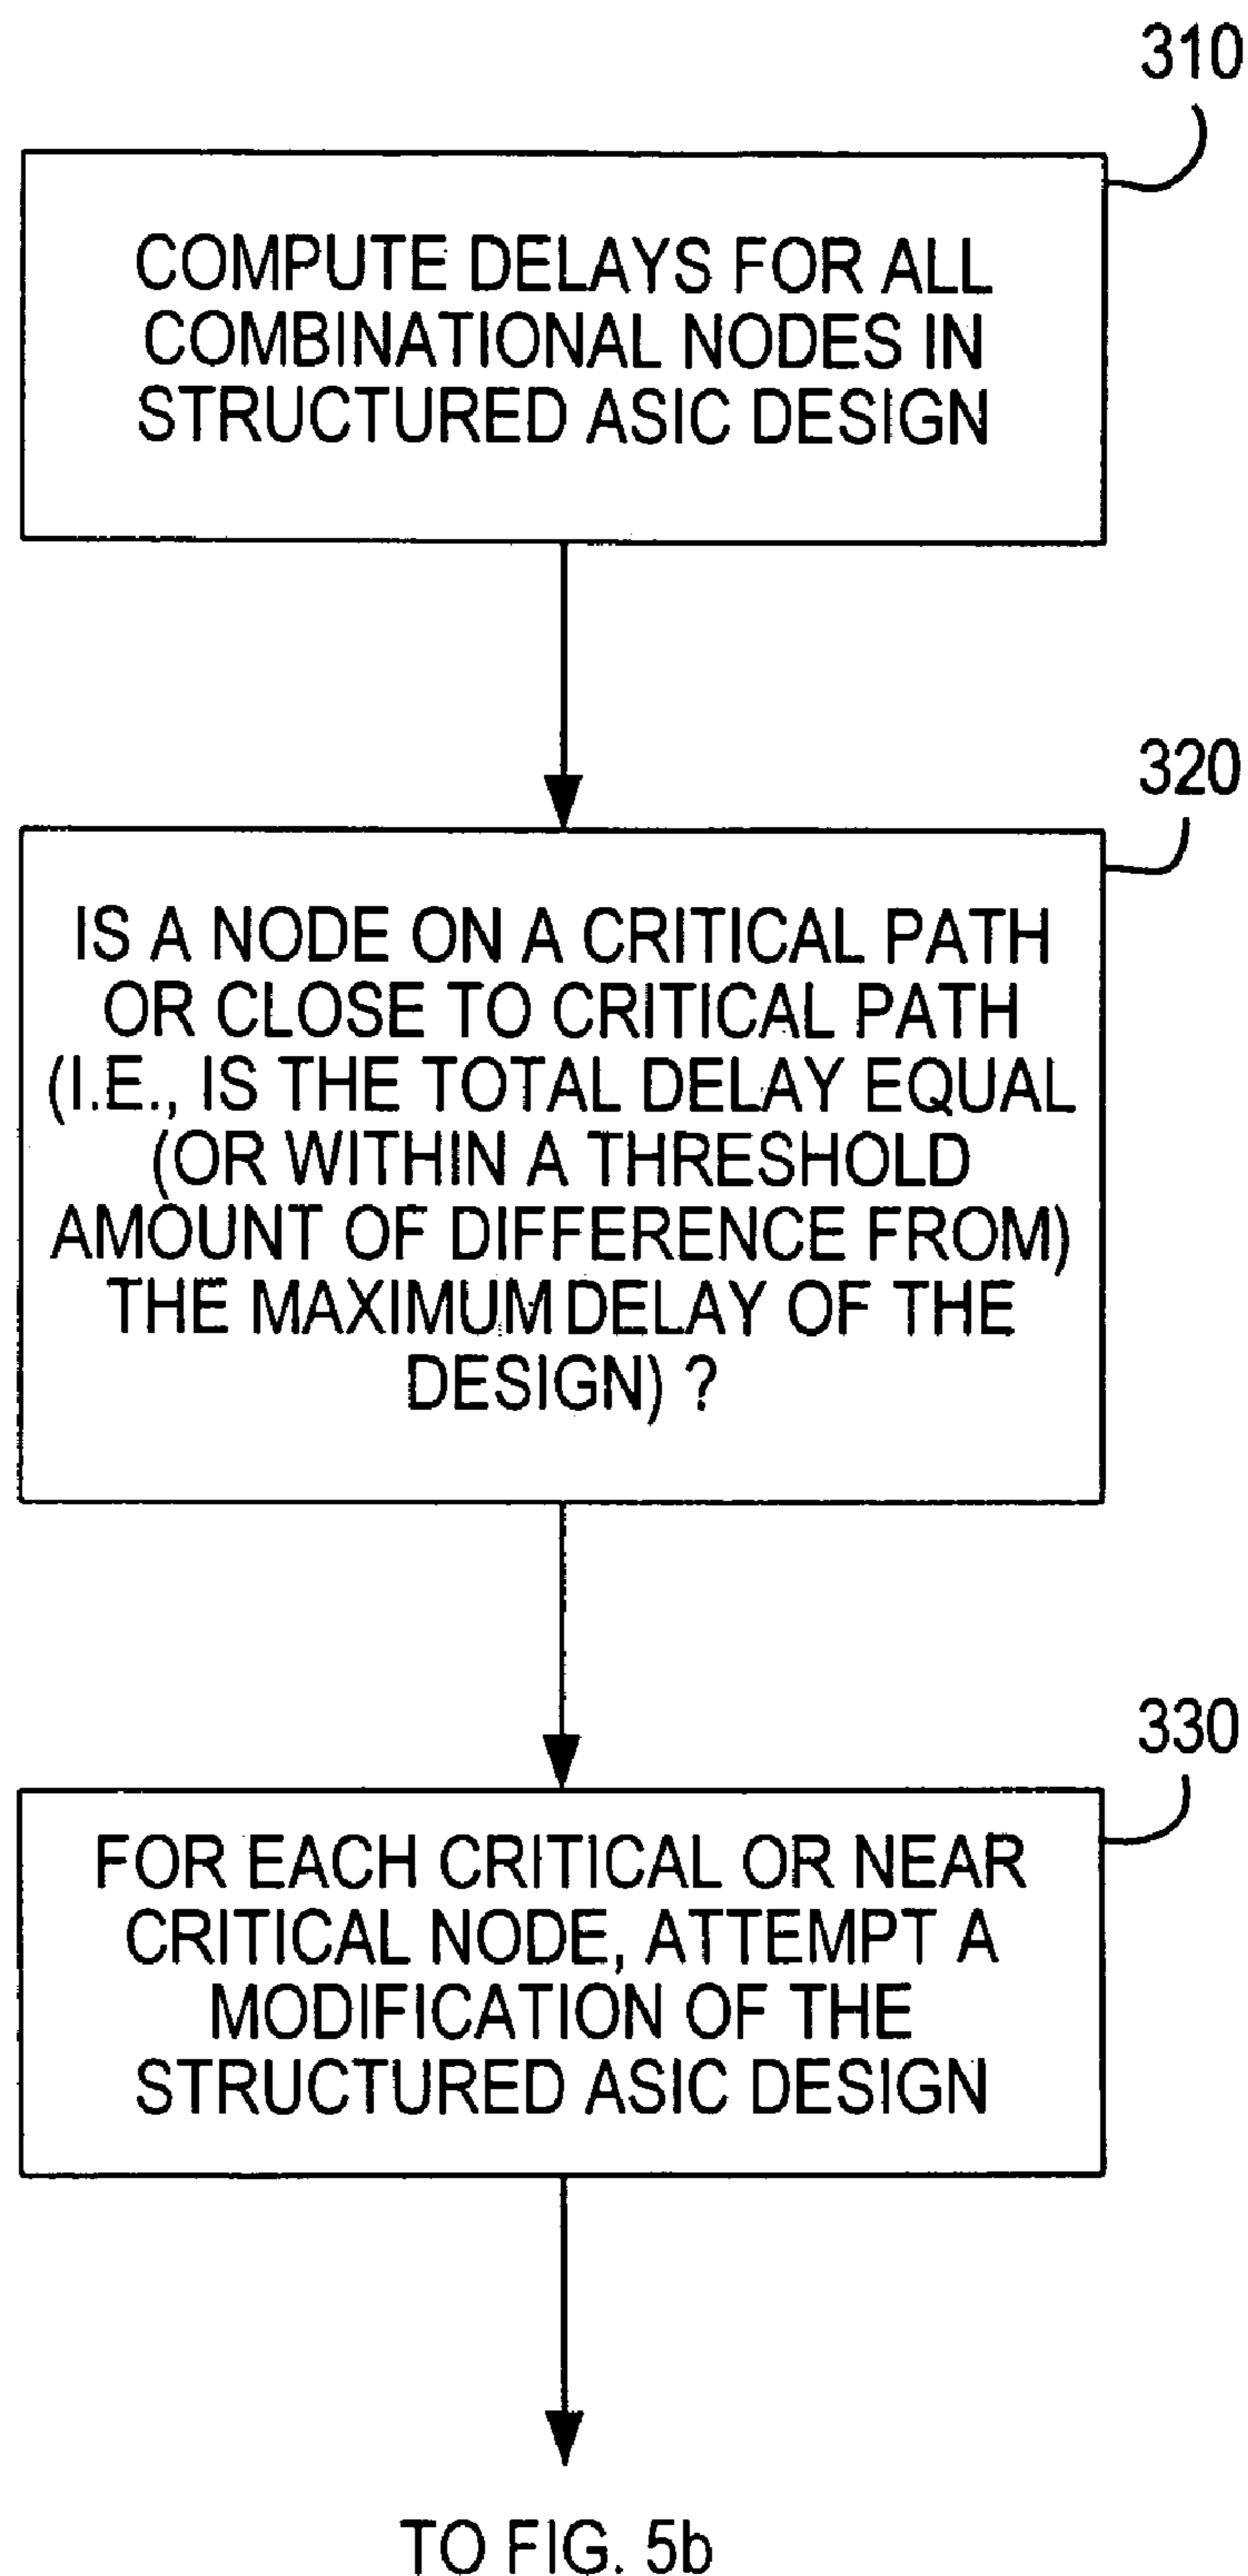 310
COMPUTE DELAYS FOR ALL
COMBINATIONAL NODES IN
STRUCTURED ASIC DESIGN
320
IS A NODE ON A CRITICAL PATH
OR CLOSE TO CRITICAL PATH
(I.E., IS THE TOTAL DELAY EQUAL
(OR WITHIN A THRESHOLD
AMOUNT OF DIFFERENCE FROM)
THE MAXIMUM DELAY OF THE
DESIGN) ?
330
FOR EACH CRITICAL OR NEAR
CRITICAL NODE, ATTEMPT A
MODIFICATION OF THE
STRUCTURED ASIC DESIGN
TO FIG. 5b